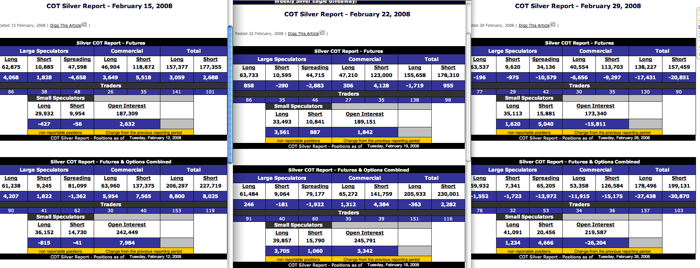 COT Silver Report - February 15, 2008
15 February, 2008 | Digg This Article |
Silver COT Report - Futures
Large Speculators Commercial Total
Long Short Spreading Long Short Long Short
62,875 10,885 47,598 46,904 118,872 157,377 177,355
4,068 1,828 -4,658 3,649 5,518 3,059 2,688
Traders
86 38 48 35 141 101
Small Speculators
Long Short Open Interest
29,932 9,954 187,309
-427 -56 2,632
non reportable positions Change from the previous reporting period
COT Silver Report - Positions as of Tuesday, February 12, 2008
Silver COT Report - Futures & Options Combined
Large Speculators Commercial Total
Long Short Spreading Long Short Long Short
61,238 9,245 81,099 63,960 137,375 206,297 227,719
4,207 1,822 -1,362 5,954 7,565 8,800 8,025
Traders
90 41 62 30 40 153 119
Small Speculators
Long Short Open Interest
36,152 14,730 242,449
-815 -41 7,984
non reportable positions Change from the previous reporting period
COT Silver Report - Positions as of Tuesday, February 12, 2008
COT Silver Report - February 22, 2008
Posted 22 February, 2008 | Digg This Article |
Silver COT Report - Futures
Large Speculators Commercial Total
Long Short Spreading Long Short Long Short
63,733 10,595 44,715 47,210 123,000 155,658 178,310
858 -290 -2,883 306 4,128 -1,719 955
Traders
86 35 46 27 35 138 98
Small Speculators
Long Short Open Interest
33,493 10,841 189,151
3,561 887 1,842
non reportable positions Change from the previous reporting period
COT Silver Report - Positions as of Tuesday, February 19, 2008
Silver COT Report - Futures & Options Combined
Large Speculators Commercial Total
Long Short Spreading Long Short Long Short
61,484 9,064 79,177 65,272 141,759 205,933 230,001
246 -181 -1,922 1,312 4,384 -363 2,282
Traders
91 40 60 30 39 151 116
Small Speculators
Long Short Open Interest
39,857 15,790 245,791
3,705 1,060 3,342
non reportable positions Change from the previous reporting period
COT Silver Report - Positions as of Tuesday, February 19, 2008
COT Silver Report - February 29, 2008
February, 2008 | Digg This Article |
Silver COT Report - Futures
Large Speculators Commercial Total
Long Short Spreading Long Short Long Short
63,537 9,620 34,136 40,554 113,703 138,227 157,459
-196 -975 -10,579 -6,656 -9,297 -17,431 -20,851
Traders
77 29 42 30 35 130 90
Small Speculators
Long Short Open Interest
35,113 15,881 173,340
1,620 5,040 -15,811
non reportable positions Change from the previous reporting period
COT Silver Report - Positions as of Tuesday, February 26, 2008
Silver COT Report - Futures & Options Combined
Large Speculators Commercial Total
Long Short Spreading Long Short Long Short
59,932 7,341 65,205 53,358 126,584 178,496 199,131
-1,552 -1,723 -13,972 -11,915 -15,175 -27,438 -30,870
Traders
78 32 53 34 36 137 103
Small Speculators
Long Short Open Interest
41,091 20,456 219,587
1,234 4,666 -26,204
non reportable positions Change from the previous reporting period
COT Silver Report - Positions as of Tuesday, February 26, 2008